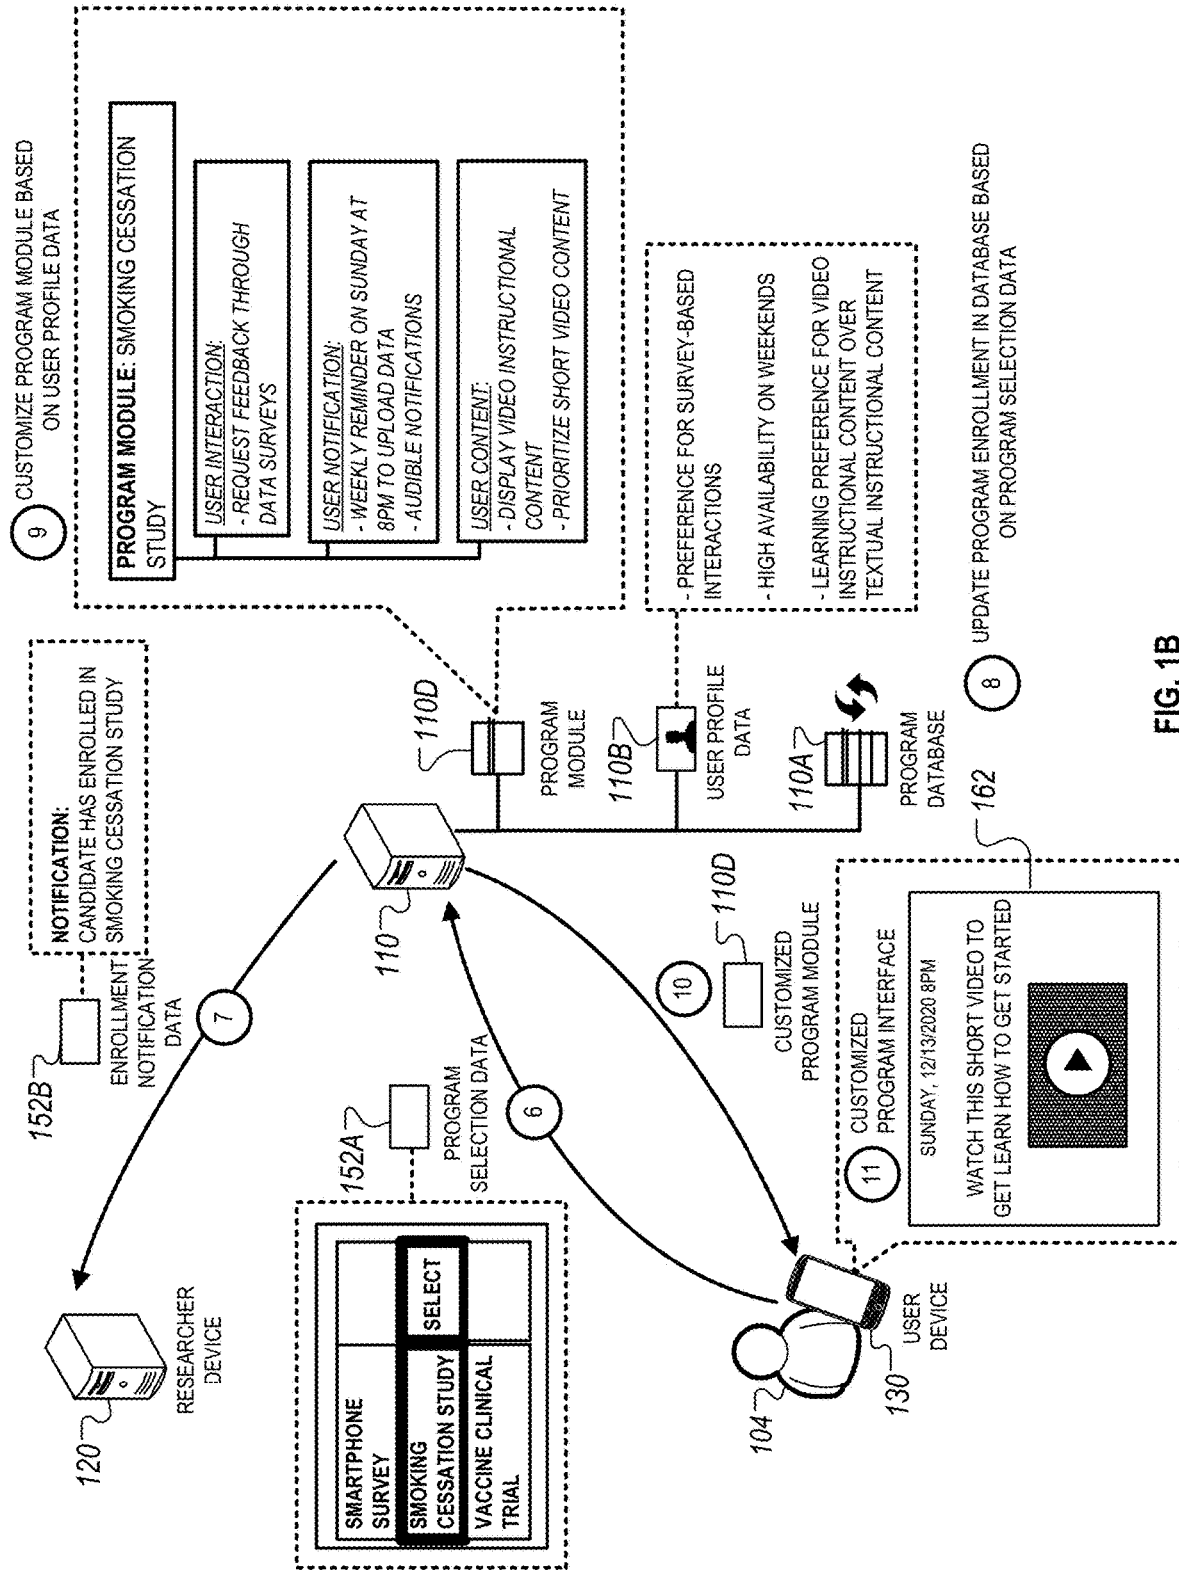 120
RESEARCHER
DEVICE
152B
ENROLLMENT
NOTIFICATION
DATA
NOTIFICATION:
CANDIDATE HAS ENROLLED IN
SMOKING CESSATION STUDY
7
9
CUSTOMIZE PROGRAM MODULE BASED
ON USER PROFILE DATA
PROGRAM MODULE: SMOKING CESSATION
STUDY
USER INTERACTION:
- REQUEST FEEDBACK THROUGH
DATA SURVEYS
USER NOTIFICATION:
- WEEKLY REMINDER ON SUNDAY AT
8PM TO UPLOAD DATA
- AUDIBLE NOTIFICATIONS
USER CONTENT:
- DISPLAY VIDEO INSTRUCTIONAL
CONTENT
- PRIORITIZE SHORT VIDEO CONTENT
SMARTPHONE
SURVEY
SMOKING
CESSATION STUDY
SELECT
VACCINE CLINICAL
TRIAL
152A
PROGRAM
SELECTION DATA
6
110
110D
PROGRAM
MODULE
110B
USER PROFILE
DATA
- PREFERENCE FOR SURVEY-BASED
INTERACTIONS
- HIGH AVAILABILITY ON WEEKENDS
- LEARNING PREFERENCE FOR VIDEO
INSTRUCTIONAL CONTENT OVER
TEXTUAL INSTRUCTIONAL CONTENT
110A
PROGRAM
DATABASE
8
UPDATE PROGRAM ENROLLMENT IN DATABASE BASED
ON PROGRAM SELECTION DATA
10
110D
CUSTOMIZED
PROGRAM MODULE
104
130
USER
DEVICE
11
CUSTOMIZED
PROGRAM INTERFACE
162
SUNDAY, 12/13/2020 8PM
WATCH THIS SHORT VIDEO TO
GET LEARN HOW TO GET STARTED
FIG. 1B